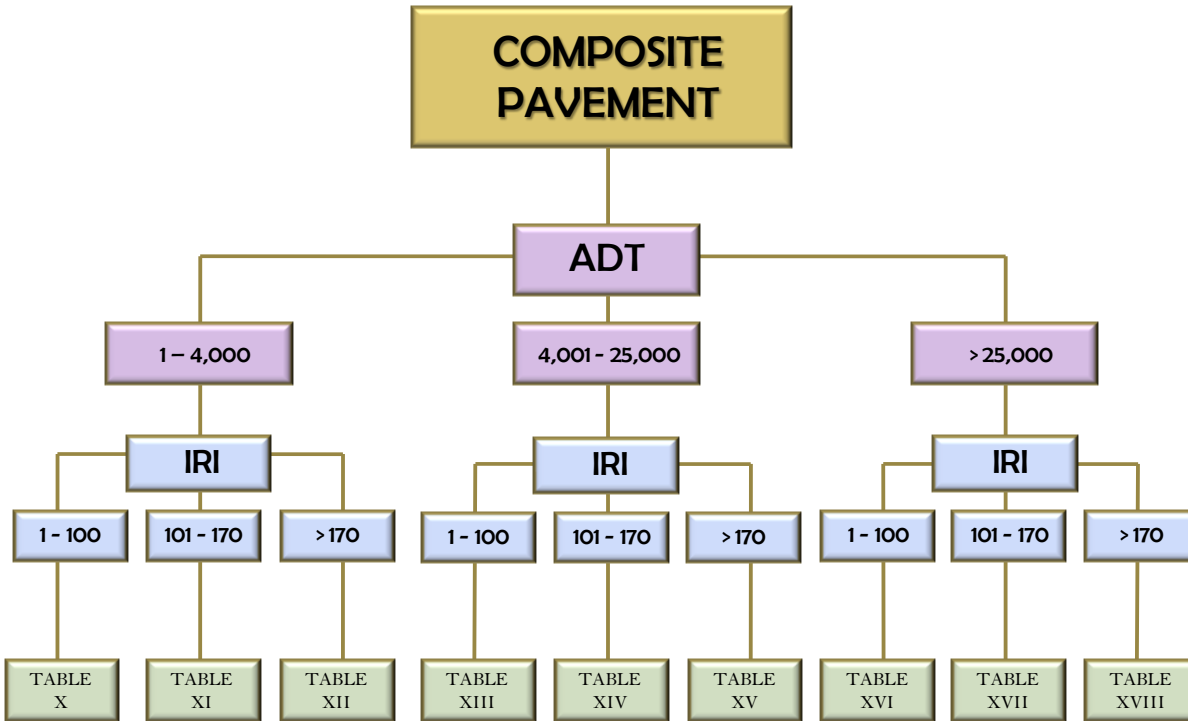 COMPOSITE
PAVEMENT
ADT
1 – 4,000
4,001 - 25,000
> 25,000
IRI
IRI
IRI
1 - 100
101 - 170
> 170
1 - 100
101 - 170
> 170
1 - 100
101 - 170
> 170
TABLE
X
TABLE
XI
TABLE
XII
TABLE
XIII
TABLE
XIV
TABLE
XV
TABLE
XVI
TABLE
XVII
TABLE
XVIII